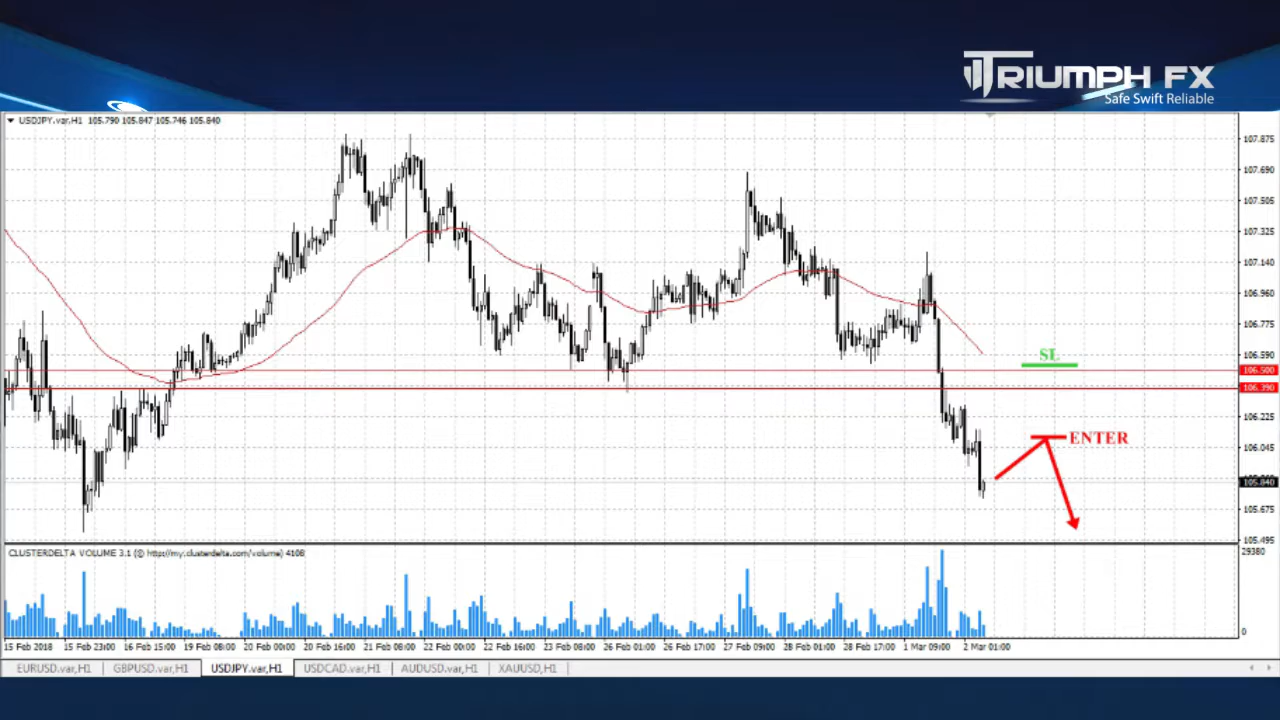 TRIUMPH FX
Safe Swift Reliable
USDJPY.var,H1 105.790 105.847 105.746 105.840
107.875
107.690
107.505
107.325
107.140
106.960
106.775
106.590
SL
106.500
106.390
106.225
ENTER
106.045
105.840
105.675
105.495
CLUSTERDELTA VOLUME 3.1 (© http://my.clusterdelta.com/volume) 4108
29380
0
15 Feb 2018 15 Feb 23:00 16 Feb 15:00 19 Feb 08:00 20 Feb 00:00 20 Feb 16:00 21 Feb 08:00 22 Feb 00:00 22 Feb 16:00 23 Feb 08:00 26 Feb 01:00 26 Feb 17:00 27 Feb 09:00 28 Feb 01:00 28 Feb 17:00 1 Mar 09:00 2 Mar 01:00
EURUSD.var,H1 GBPUSD.var,H1 USDJPY.var,H1 USDCAD.var,H1 AUDUSD.var,H1 XAUUSD,H1